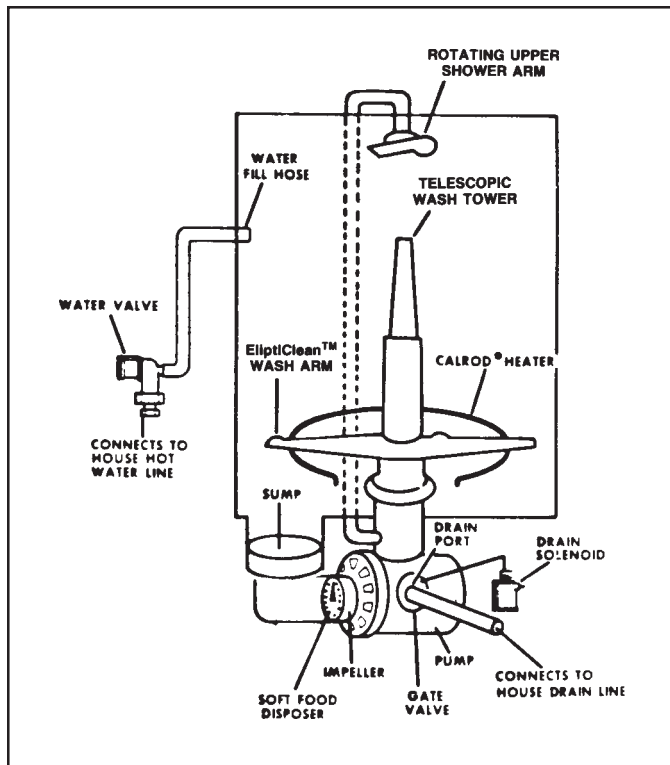 ROTATING UPPER
SHOWER ARM
WATER
FILL HOSE
TELESCOPIC
WASH TOWER
WATER VALVE
EliptiClean™
WASH ARM
CALROD® HEATER
CONNECTS TO
HOUSE HOT
WATER LINE
SUMP
DRAIN
PORT
DRAIN
SOLENOID
IMPELLER
PUMP
SOFT FOOD
DISPOSER
GATE
VALVE
CONNECTS TO
HOUSE DRAIN LINE